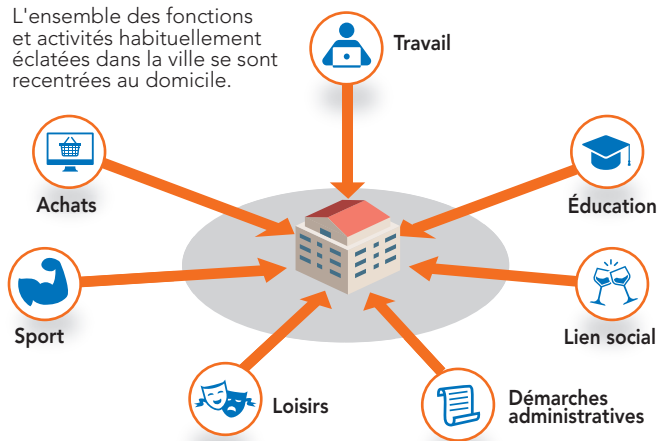 L'ensemble des fonctions
et activités habituellement
éclatées dans la ville se sont
recentrées au domicile.
Travail
Achats
Éducation
Sport
Lien social
Loisirs
Démarches
administratives